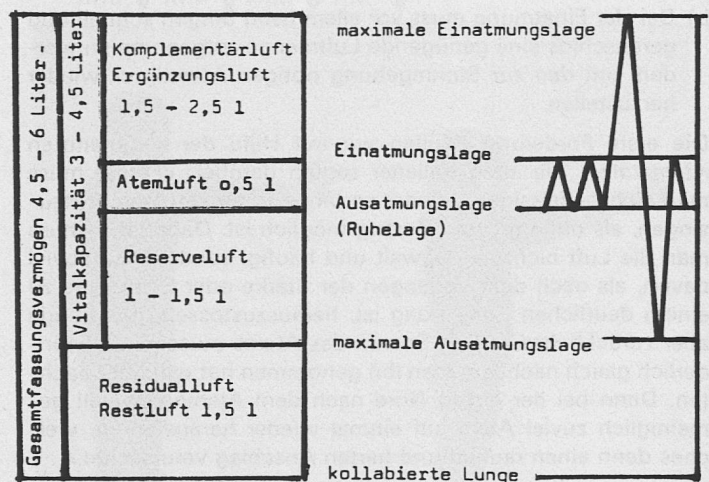 Gesamtfassungsvermögen 4,5 – 6 Liter
Vitalkapazität 3 – 4,5 Liter
Komplementärluft
Ergänzungsluft
1,5 – 2,5 l
Atemluft o,5 l
Reserveluft
1 – 1,5 l
Residualluft
Restluft 1,5 l
maximale Einatmungslage
Einatmungslage
Ausatmungslage
(Ruhelage)
maximale Ausatmungslage
kollabierte Lunge